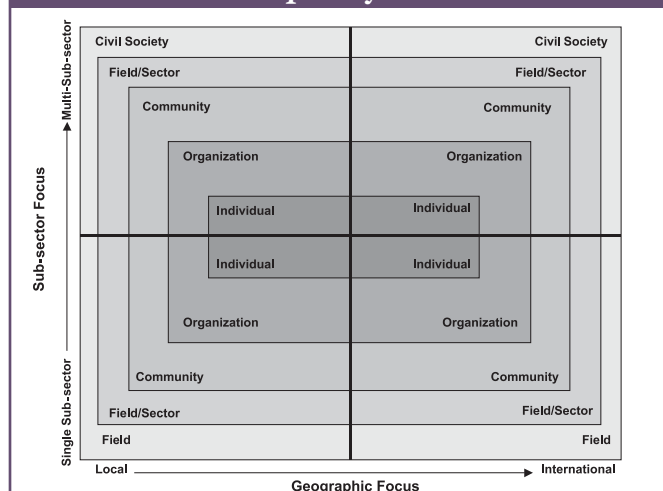 Civil Society Civil Society
Field/Sector Field/Sector
Community Community
Organization Organization
Individual Individual
Individual Individual
Organization Organization
Community Community
Field/Sector Field/Sector
Field Field
Multi-Sub-sector
Sub-sector Focus
Single Sub-sector
Local International
Geographic Focus